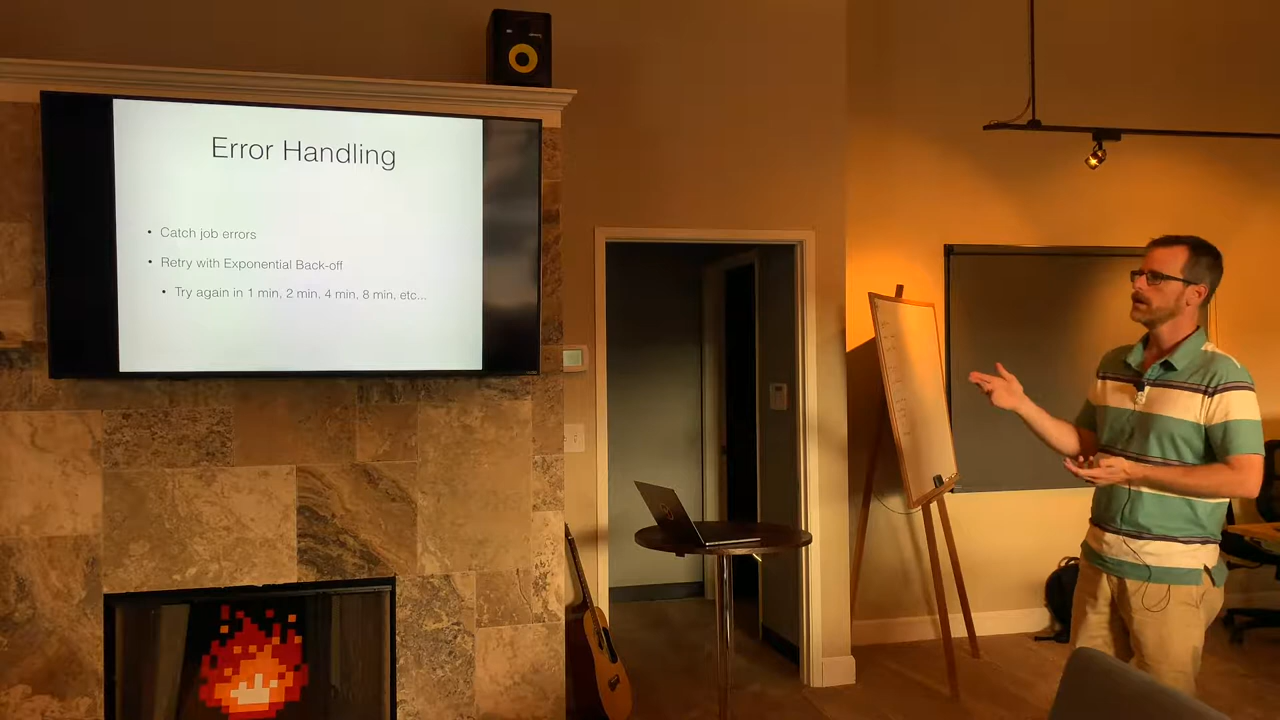 Error Handling
• Catch job errors
• Retry with Exponential Back-off
• Try again in 1 min, 2 min, 4 min, 8 min, etc...